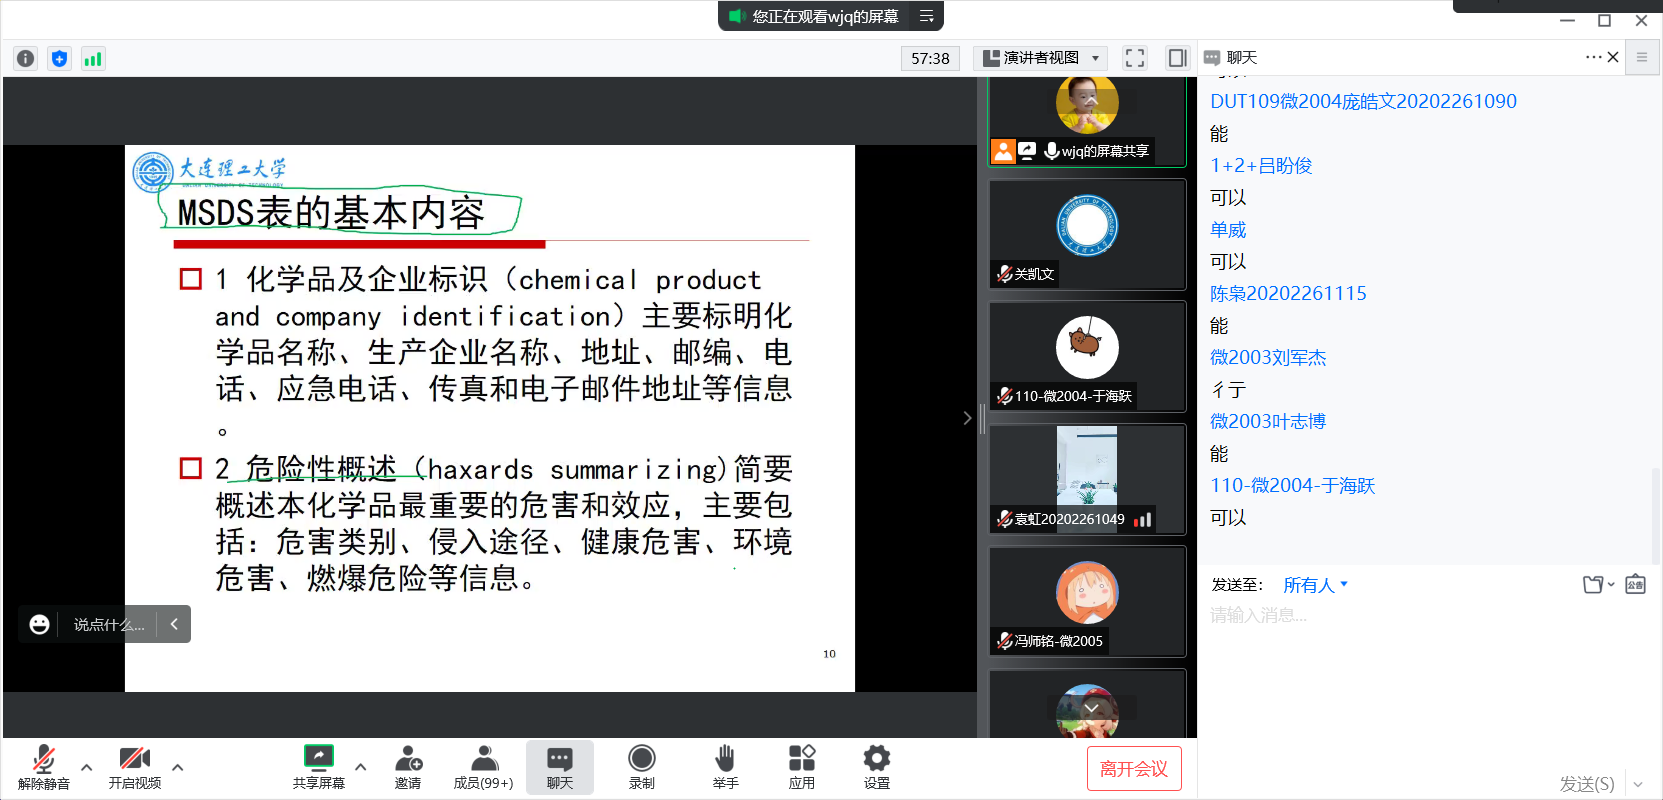 您正在观看wjq的屏幕
57:38
演讲者视图
聊天
大连理工大学
DALIAN UNIVERSITY OF TECHNOLOGY
MSDS表的基本内容
1 化学品及企业标识（chemical product
and company identification）主要标明化
学品名称、生产企业名称、地址、邮编、电
话、应急电话、传真和电子邮件地址等信息
。
2 危险性概述（haxards summarizing)简要
概述本化学品最重要的危害和效应，主要包
括：危害类别、侵入途径、健康危害、环境
危害、燃爆危险等信息。
10
说点什么...
wjq的屏幕共享
关凯文
110-微2004-于海跃
袁虹20202261049
冯师铭-微2005
DUT109微2004庞皓文20202261090
能
1+2+吕盼俊
可以
单威
可以
陈枭20202261115
能
微2003刘军杰
彳亍
微2003叶志博
能
110-微2004-于海跃
可以
发送至：
所有人
公告
请输入消息...
发送(S)
解除静音
开启视频
共享屏幕
邀请
成员(99+)
聊天
录制
举手
应用
设置
离开会议